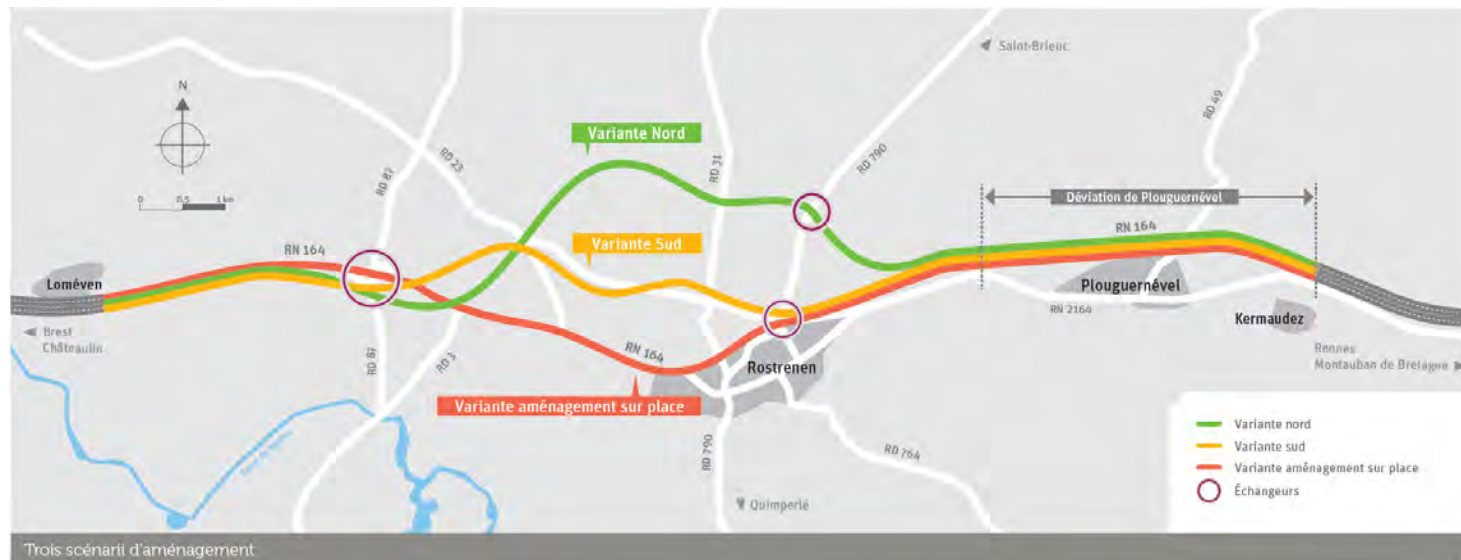 Saint-Brieuc
N
Variante Nord
RD 49
RD 87
RD 23
RD 31
RD 790
0 0,5 1 km
Déviation de Plouguernével
RN 164
RN 164
Variante Sud
Loméven
Plouguernével
RN 2164
Kermaudez
Brest
Châteaulin
RD 87
RD 3
RN 164
Rostrenen
Rennes
Montauban de Bretagne
Variante aménagement sur place
RD 790
RD 764
Quimperlé
Variante nord
Variante sud
Variante aménagement sur place
Échangeurs
Trois scénarii d'aménagement